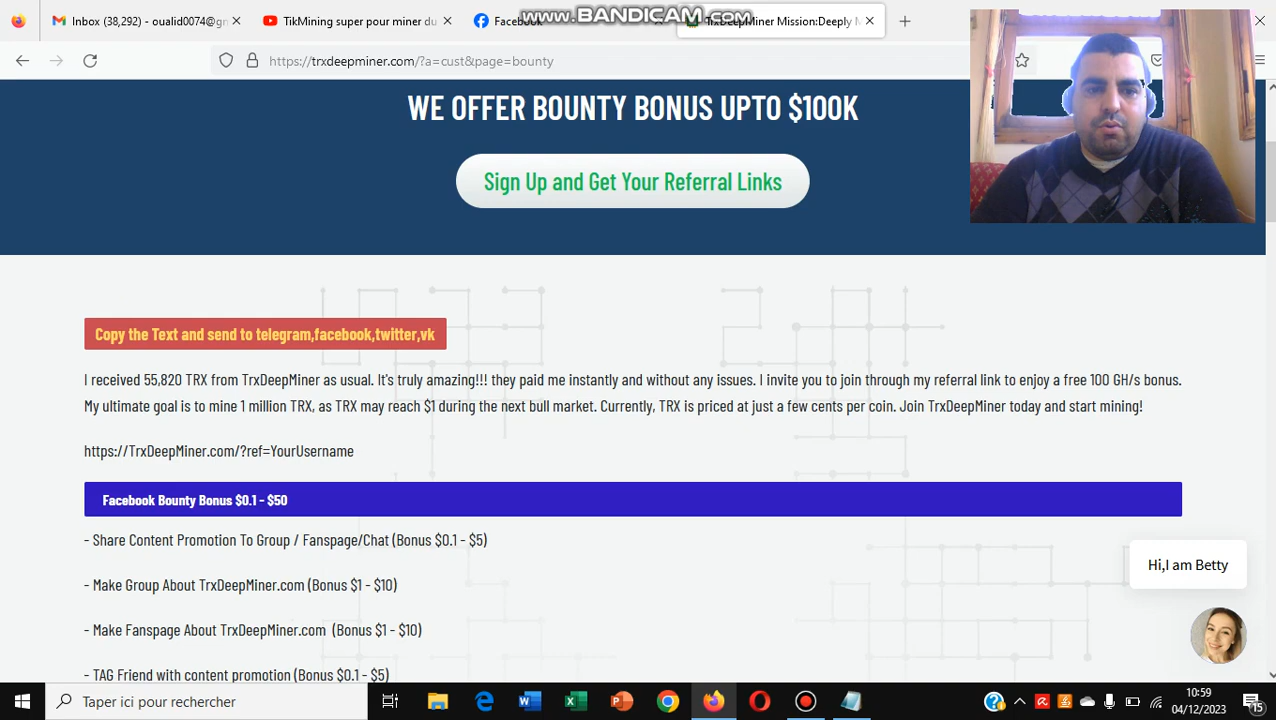 Inbox (38,292) - oualid0074@gn
TikMining super pour miner du
Facebook
TrxDeepMiner Mission:Deeply M
www.BANDICAM.com
https://trxdeepminer.com/?a=cust&page=bounty
WE OFFER BOUNTY BONUS UPTO $100K
Sign Up and Get Your Referral Links
Copy the Text and send to telegram,facebook,twitter,vk
I received 55,820 TRX from TrxDeepMiner as usual. It's truly amazing!!! they paid me instantly and without any issues. I invite you to join through my referral link to enjoy a free 100 GH/s bonus.
My ultimate goal is to mine 1 million TRX, as TRX may reach $1 during the next bull market. Currently, TRX is priced at just a few cents per coin. Join TrxDeepMiner today and start mining!
https://TrxDeepMiner.com/?ref=YourUsername
Facebook Bounty Bonus $0.1 - $50
- Share Content Promotion To Group / Fanspage/Chat (Bonus $0.1 - $5)
- Make Group About TrxDeepMiner.com (Bonus $1 - $10)
- Make Fanspage About TrxDeepMiner.com (Bonus $1 - $10)
- TAG Friend with content promotion (Bonus $0.1 - $5)
Hi,I am Betty
Taper ici pour rechercher
10:59
04/12/2023
15